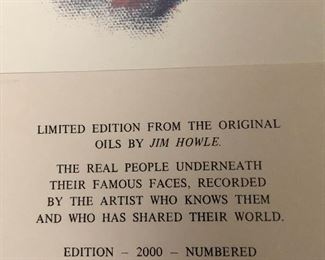 LIMITED EDITION FROM THE ORIGINAL
OILS BY JIM HOWLE.
THE REAL PEOPLE UNDERNEATH
THEIR FAMOUS FACES, RECORDED
BY THE ARTIST WHO KNOWS THEM
AND WHO HAS SHARED THEIR WORLD.
EDITION – 2000 – NUMBERED